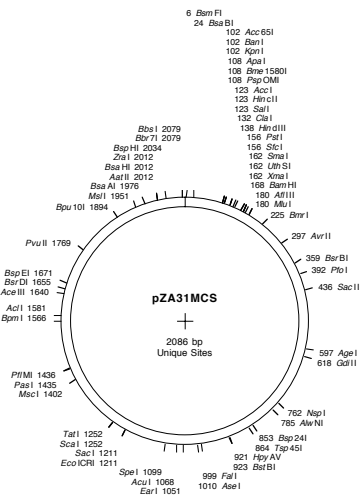 6 BsmFI
24 BsaBI
102 Acc65I
102 BanI
102 KpnI
108 ApaI
108 Bme1580I
108 PspOMI
123 AccI
123 HincII
123 SalI
132 ClaI
138 HindIII
156 PstI
156 SfcI
162 SmaI
162 UthSI
162 XmaI
168 BamHI
180 AflIII
180 MluI
225 BmrI
297 AvrII
359 BsrBI
392 PfoI
436 SacII
597 AgeI
618 GdiII
762 NspI
785 AlwNI
853 Bsp24I
864 Tsp45I
921 HpyAV
923 BstBI
999 FalI
1010 AseI
EarI 1051
AcuI 1068
SpeI 1099
EcoICRI 1211
SacI 1211
ScaI 1252
TatI 1252
MscI 1402
PasI 1435
PflMI 1436
BpmI 1566
AclI 1581
AceIII 1640
BsrDI 1655
BspEI 1671
PvuII 1769
Bpu10I 1894
MslI 1951
BsaAI 1976
AatII 2012
BsaHI 2012
ZraI 2012
BspHI 2034
Bbr7I 2079
BbsI 2079
pZA31MCS
2086 bp
Unique Sites